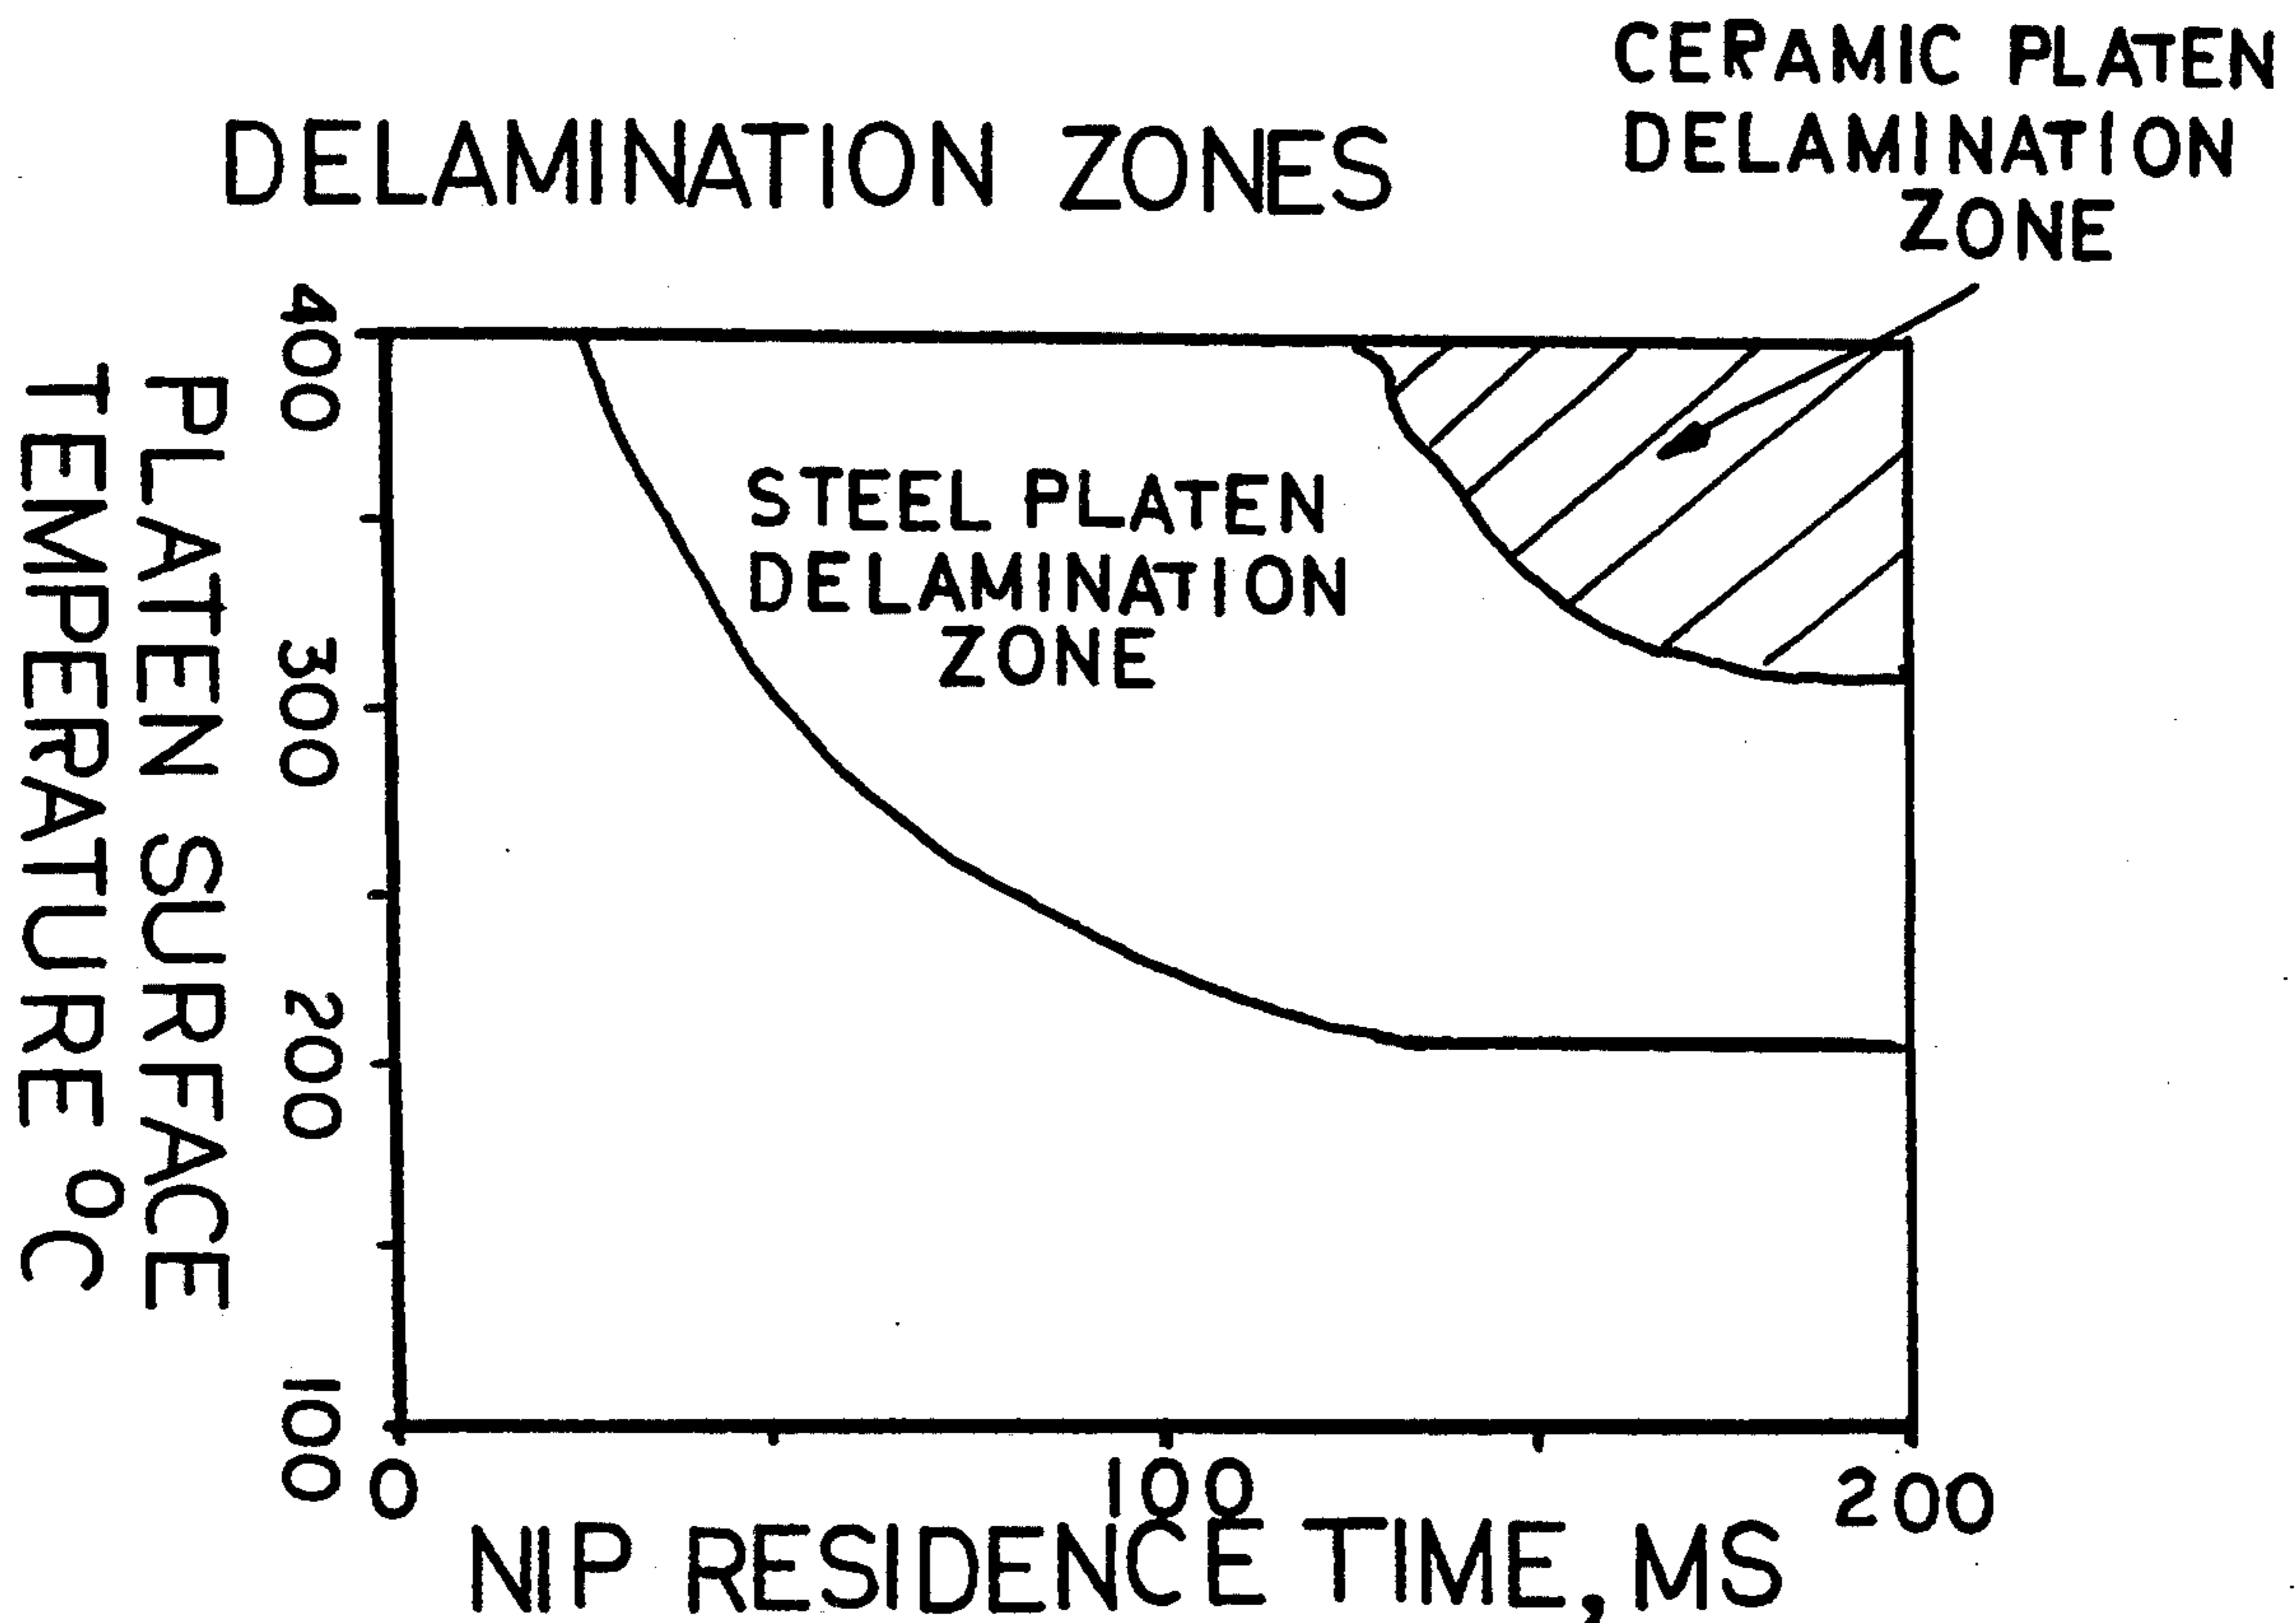 CERAMIC PLATEN
DELAMINATION
ZONE
DELAMINATION ZONES
STEEL PLATEN
DELAMINATION
ZONE
PLATEN SURFACE
TEMPERATURE °C
400
300
200
100
0
100
200
NIP RESIDENCE TIME, MS